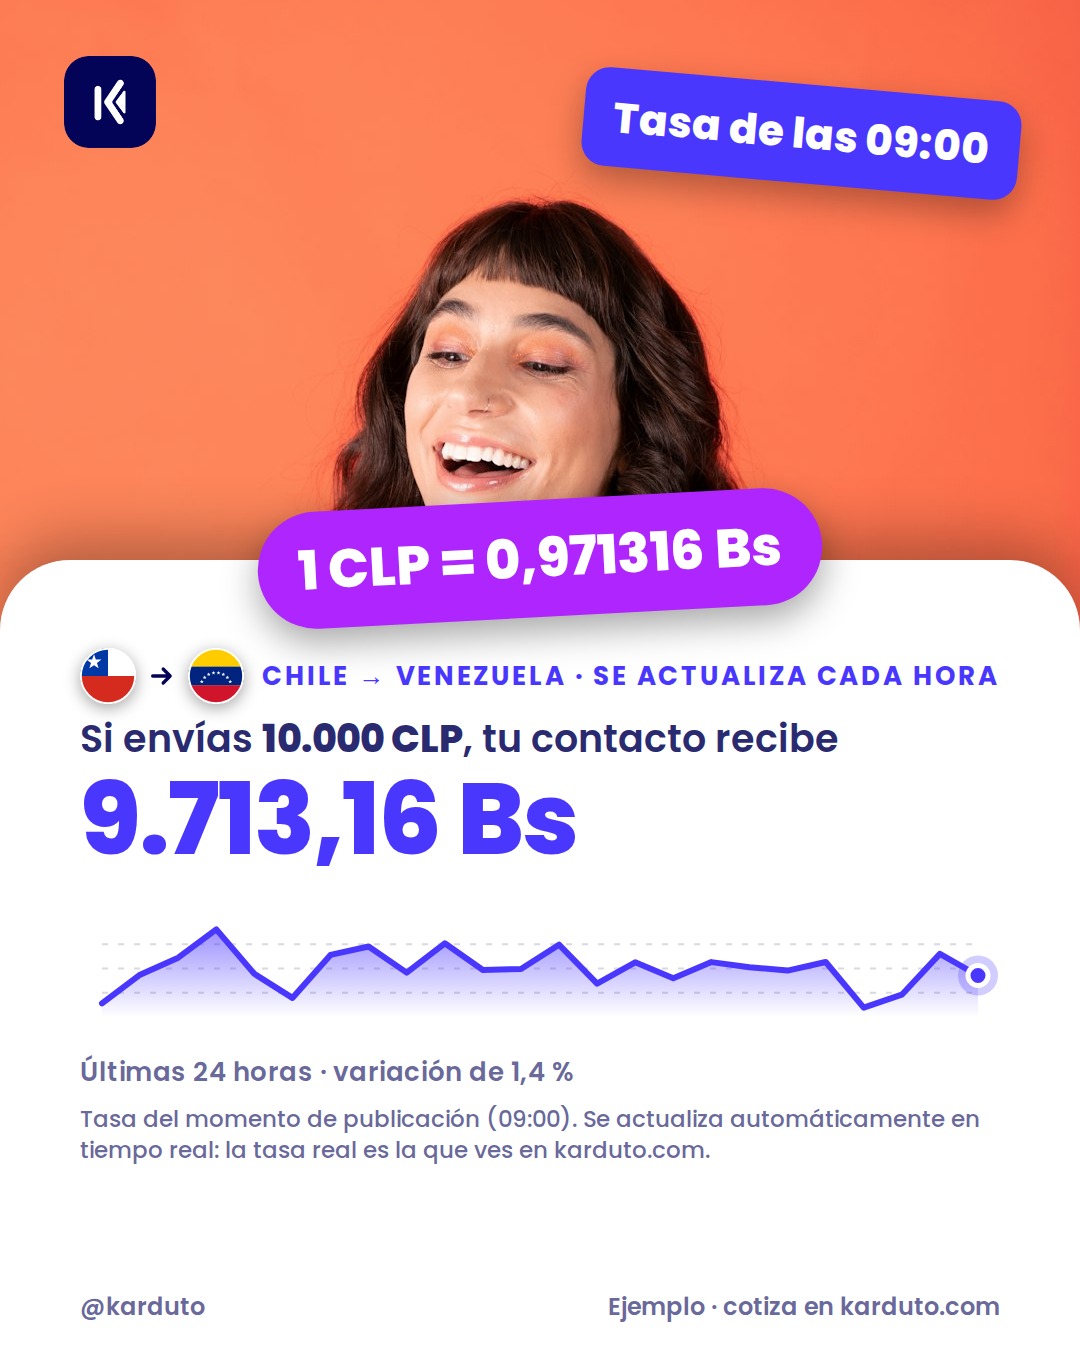 Tasa de las 09:00
1 CLP = 0,971316 Bs
CHILE → VENEZUELA · SE ACTUALIZA CADA HORA
Si envías 10.000 CLP, tu contacto recibe
9.713,16 Bs
Últimas 24 horas · variación de 1,4 %
Tasa del momento de publicación (09:00). Se actualiza automáticamente en
tiempo real: la tasa real es la que ves en karduto.com.
@karduto
Ejemplo · cotiza en karduto.com